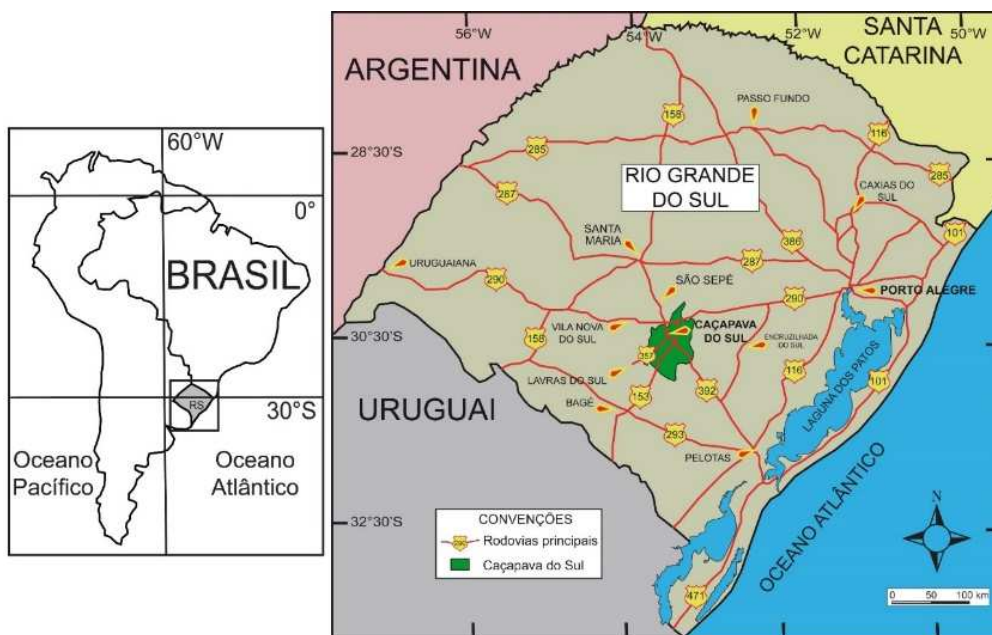 60°W
0°
BRASIL
RS
30°S
Oceano
Pacífico
Oceano
Atlântico
56°W
54°W
52°W
50°W
SANTA
CATARINA
ARGENTINA
PASSO FUNDO
158
116
28°30'S
285
285
RIO GRANDE
DO SUL
287
CAXIAS DO
SUL
SANTA
MARIA
386
101
URUGUAIANA
287
290
SÃO SEPÉ
290
PORTO ALEGRE
VILA NOVA
DO SUL
CAÇAPAVA
DO SUL
30°30'S
158
ENCRUZILHADA
DO SUL
357
LAVRAS DO SUL
116
LAGUNA DOS PATOS
101
URUGUAI
BAGÉ
153
392
293
PELOTAS
OCEANO ATLÂNTICO
32°30'S
CONVENÇÕES
Rodovias principais
Caçapava do Sul
N
471
0 50 100 km